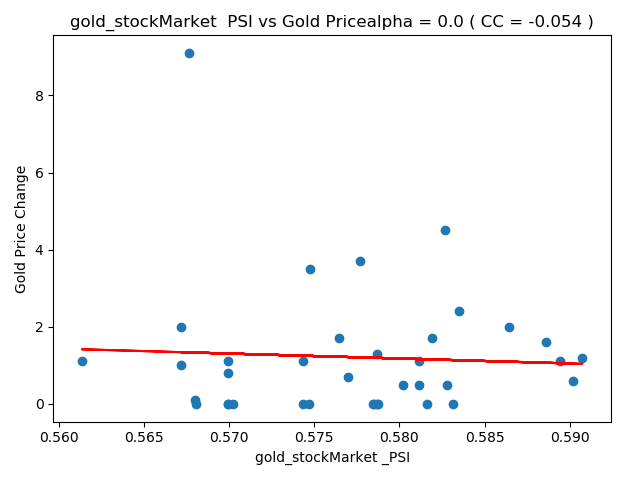 gold_stockMarket  PSI vs Gold Pricealpha = 0.0 ( CC = -0.054 )
8
6
4
2
0
Gold Price Change
0.560 0.565 0.570 0.575 0.580 0.585 0.590
gold_stockMarket _PSI